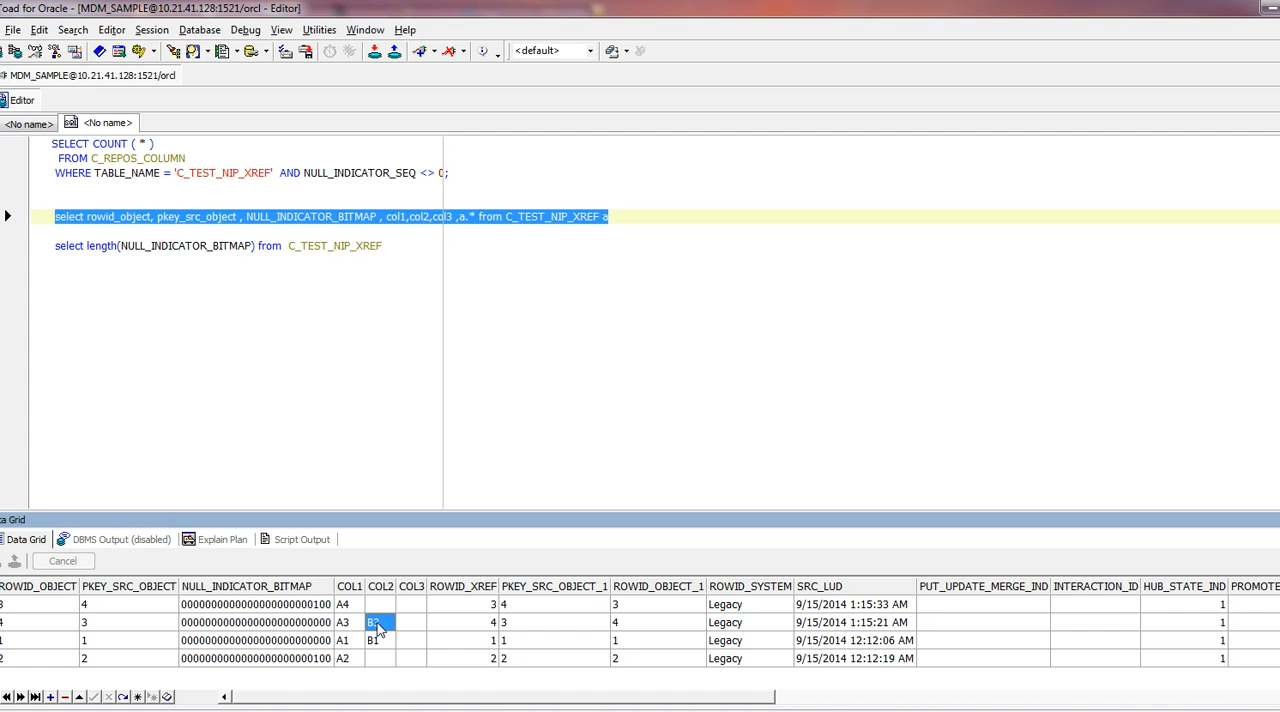 Toad for Oracle - [MDM_SAMPLE@10.21.41.128:1521/orcl - Editor]
File Edit Search Editor Session Database Debug View Utilities Window Help
<default>
MDM_SAMPLE@10.21.41.128:1521/orcl
Editor
<No name> <No name>
SELECT COUNT ( * )
FROM C_REPOS_COLUMN
WHERE TABLE_NAME = 'C_TEST_NIP_XREF' AND NULL_INDICATOR_SEQ <> 0;
select rowid_object, pkey_src_object , NULL_INDICATOR_BITMAP , col1,col2,col3 ,a.* from C_TEST_NIP_XREF a
select length(NULL_INDICATOR_BITMAP) from C_TEST_NIP_XREF
ta Grid
Data Grid DBMS Output (disabled) Explain Plan Script Output
Cancel
ROWID_OBJECT PKEY_SRC_OBJECT NULL_INDICATOR_BITMAP COL1 COL2 COL3 ROWID_XREF PKEY_SRC_OBJECT_1 ROWID_OBJECT_1 ROWID_SYSTEM SRC_LUD PUT_UPDATE_MERGE_IND INTERACTION_ID HUB_STATE_IND PROMOTE
3 4 0000000000000000000000100 A4 3 4 3 Legacy 9/15/2014 1:15:33 AM 1
4 3 0000000000000000000000000 A3 4 3 4 Legacy 9/15/2014 1:15:21 AM 1
1 1 0000000000000000000000000 A1 B1 1 1 1 Legacy 9/15/2014 12:12:06 AM 1
2 2 0000000000000000000000100 A2 2 2 2 Legacy 9/15/2014 12:12:19 AM 1